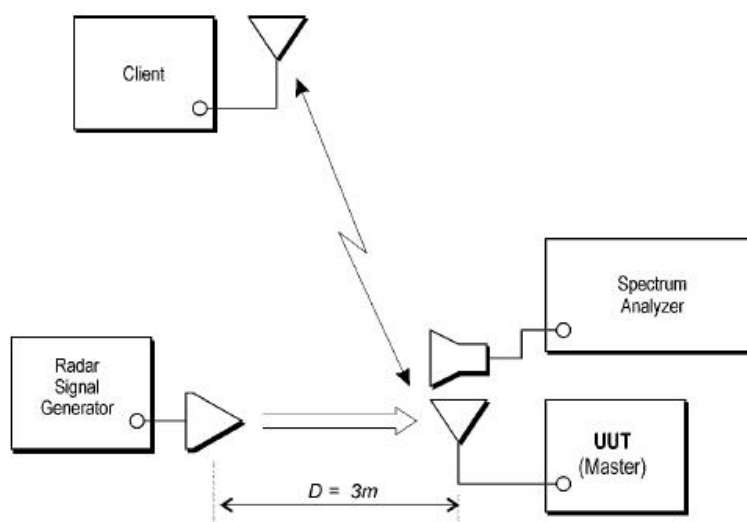 Client
Spectrum
Analyzer
Radar
Signal
Generator
UUT
(Master)
D = 3m